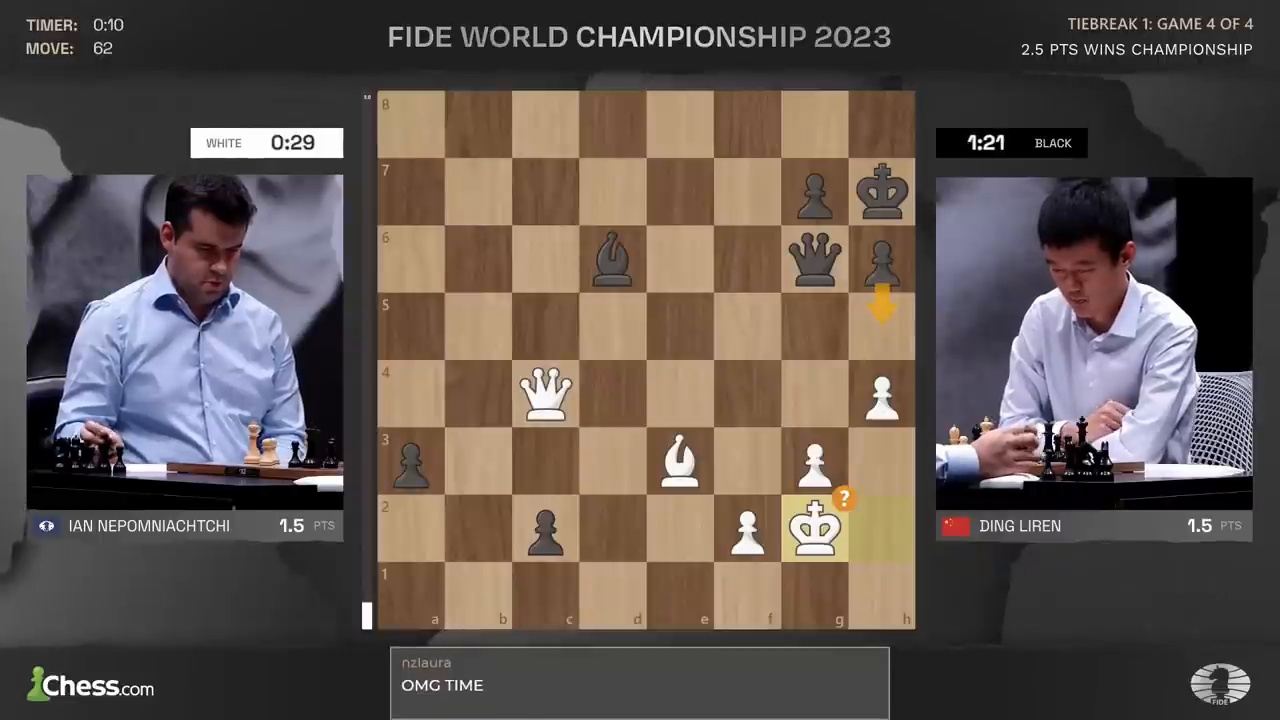 TIMER: 0:10
MOVE: 62
FIDE WORLD CHAMPIONSHIP 2023
TIEBREAK 1: GAME 4 OF 4
2.5 PTS WINS CHAMPIONSHIP
WHITE 0:29
1:21 BLACK
8
7
6
5
4
3
2
1
a b c d e f g h
?
IAN NEPOMNIACHTCHI 1.5 PTS
DING LIREN 1.5 PTS
nzlaura
OMG TIME
Chess.com
FIDE